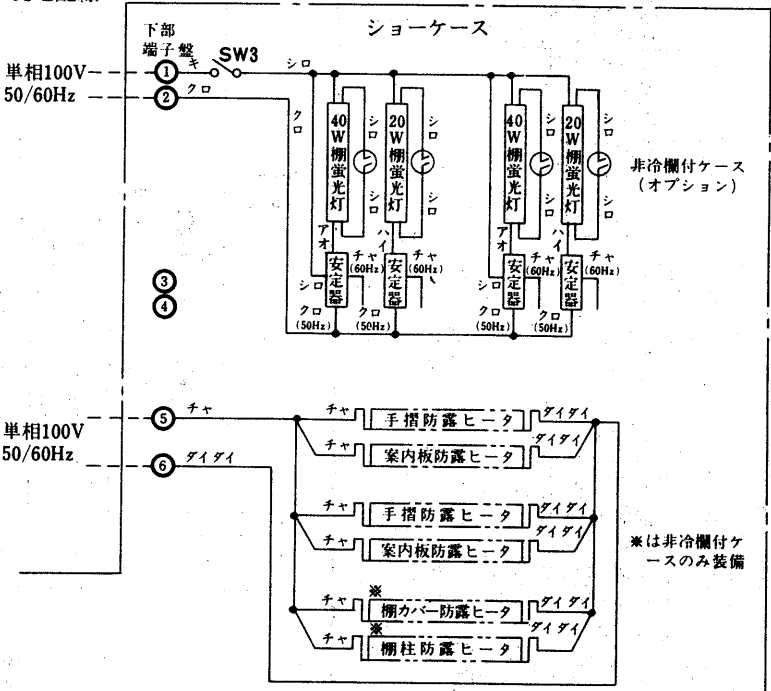 ショーケース
下部
端子盤
単相100V
50/60Hz
①
キ
SW3
シロ
②
クロ
クロ
40W棚蛍光灯
シロ
シロ
20W棚蛍光灯
シロ
シロ
40W棚蛍光灯
シロ
シロ
20W棚蛍光灯
シロ
シロ
非冷欄付ケース
(オプション)
アオ
ハイ
アオ
ハイ
シロ
安定器
チャ
(60Hz)
クロ
(50Hz)
安定器
チャ
(60Hz)
クロ
(50Hz)
シロ
安定器
チャ
(60Hz)
クロ
(50Hz)
安定器
チャ
(60Hz)
クロ
(50Hz)
③
④
単相100V
50/60Hz
⑤
チャ
⑥
ダイダイ
チャ
手摺防露ヒータ
ダイダイ
チャ
案内板防露ヒータ
ダイダイ
チャ
手摺防露ヒータ
ダイダイ
チャ
案内板防露ヒータ
ダイダイ
※は非冷欄付ケ
ースのみ装備
※
チャ
棚カバー防露ヒータ
ダイダイ
※
チャ
棚柱防露ヒータ
ダイダイ